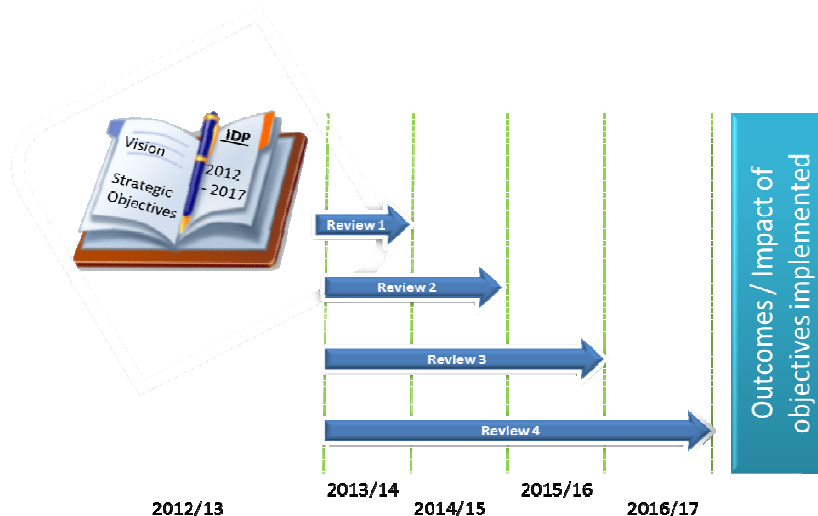 Vision
Strategic
Objectives
IDP
2012
- 2017
Review 1
Review 2
Review 3
Review 4
Outcomes / Impact of
objectives implemented
2012/13
2013/14
2014/15
2015/16
2016/17